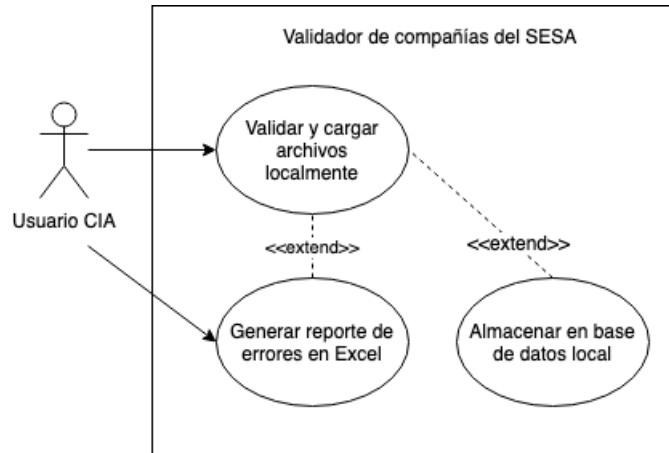 Validador de compañías del SESA
Validar y cargar
archivos
localmente
Usuario CIA
<<extend>>
<<extend>>
Generar reporte de
errores en Excel
Almacenar en base
de datos local